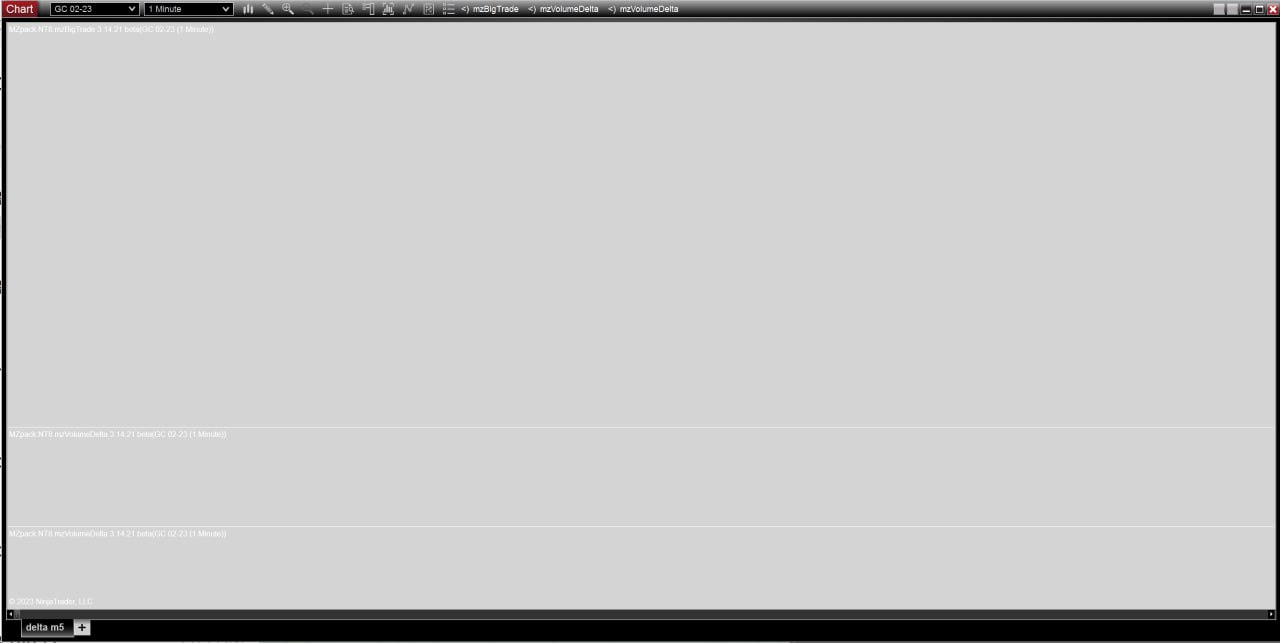 Chart GC 02-23 1 Minute <) mzBigTrade <) mzVolumeDelta <) mzVolumeDelta
MZpack.NT8.mzBigTrade 3.14.21 beta(GC 02-23 (1 Minute))
MZpack.NT8.mzVolumeDelta 3.14.21 beta(GC 02-23 (1 Minute))
MZpack.NT8.mzVolumeDelta 3.14.21 beta(GC 02-23 (1 Minute))
© 2023 NinjaTrader, LLC
delta m5 +